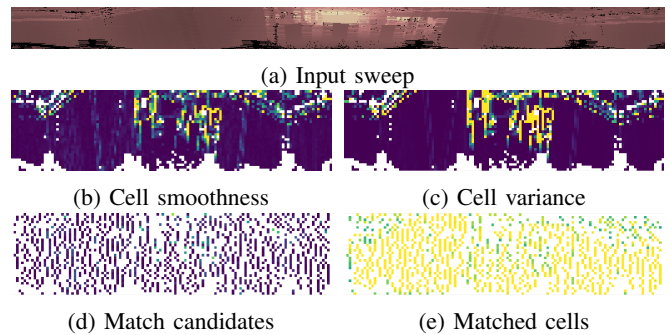 (a) Input sweep
(b) Cell smoothness
(c) Cell variance
(d) Match candidates
(e) Matched cells